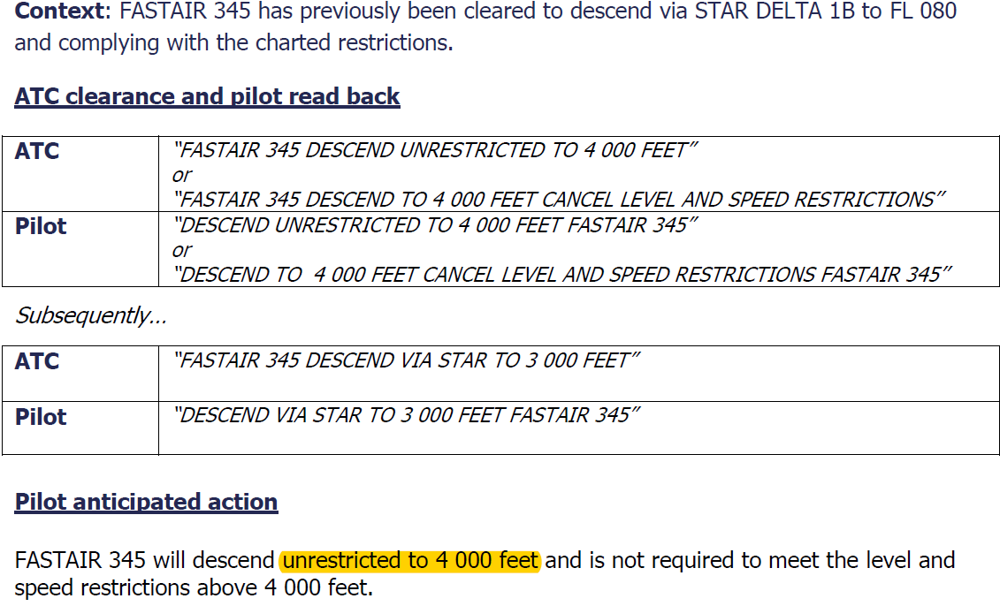 Context: FASTAIR 345 has previously been cleared to descend via STAR DELTA 1B to FL 080
and complying with the charted restrictions.
ATC clearance and pilot read back
ATC
“FASTAIR 345 DESCEND UNRESTRICTED TO 4 000 FEET”
or
“FASTAIR 345 DESCEND TO 4 000 FEET CANCEL LEVEL AND SPEED RESTRICTIONS”
Pilot
“DESCEND UNRESTRICTED TO 4 000 FEET FASTAIR 345”
or
“DESCEND TO  4 000 FEET CANCEL LEVEL AND SPEED RESTRICTIONS FASTAIR 345”
Subsequently...
ATC
“FASTAIR 345 DESCEND VIA STAR TO 3 000 FEET”
Pilot
“DESCEND VIA STAR TO 3 000 FEET FASTAIR 345”
Pilot anticipated action
FASTAIR 345 will descend unrestricted to 4 000 feet and is not required to meet the level and
speed restrictions above 4 000 feet.